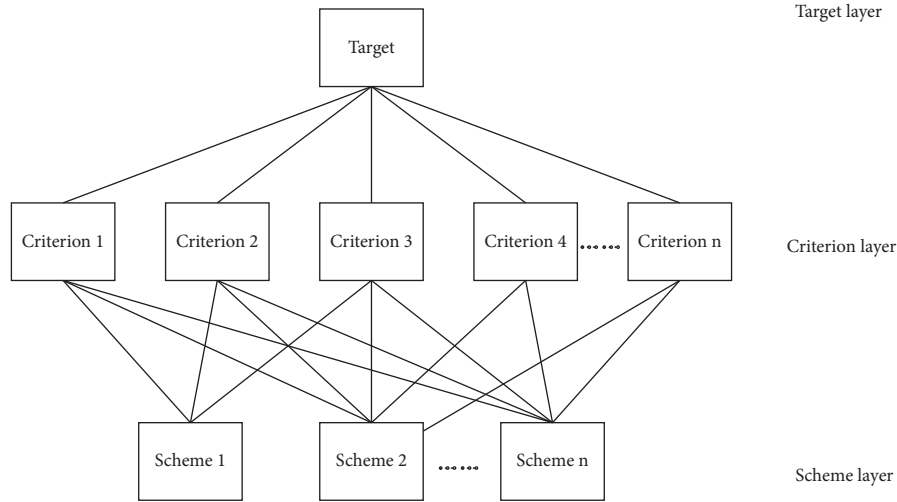 Target layer
Target
Criterion 1
Criterion 2
Criterion 3
Criterion 4
……
Criterion n
Criterion layer
Scheme 1
Scheme 2
……
Scheme n
Scheme layer